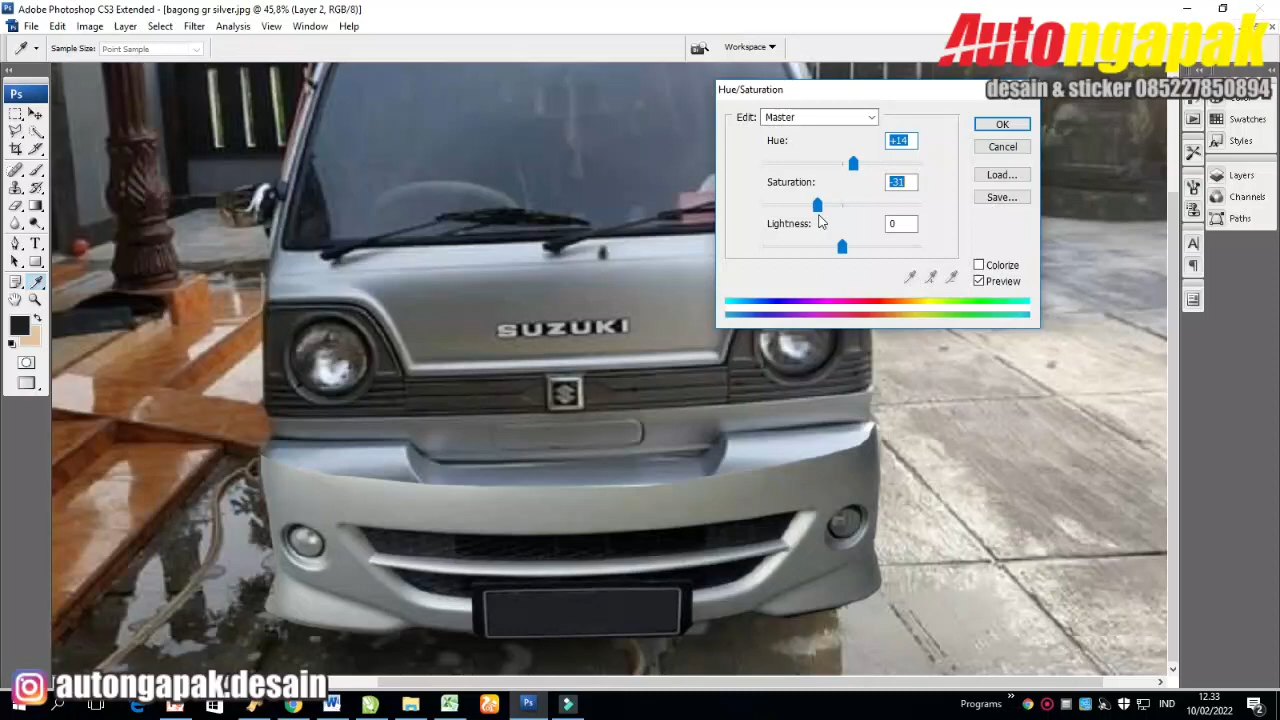 Adobe Photoshop CS3 Extended - [bagong gr silver.jpg @ 45,8% (Layer 2, RGB/8)]
File Edit Image Layer Select Filter Analysis View Window Help
Sample Size: Point Sample
Workspace
Autongapak
desain & sticker 085227850894
Ps
Hue/Saturation
Edit: Master
Hue: +14
Saturation: -31
Lightness: 0
OK
Cancel
Load...
Save...
Colorize
Preview
Swatches
Styles
Layers
Channels
Paths
SUZUKI
autongapak.desain
Programs
IND
12.33
10/02/2022